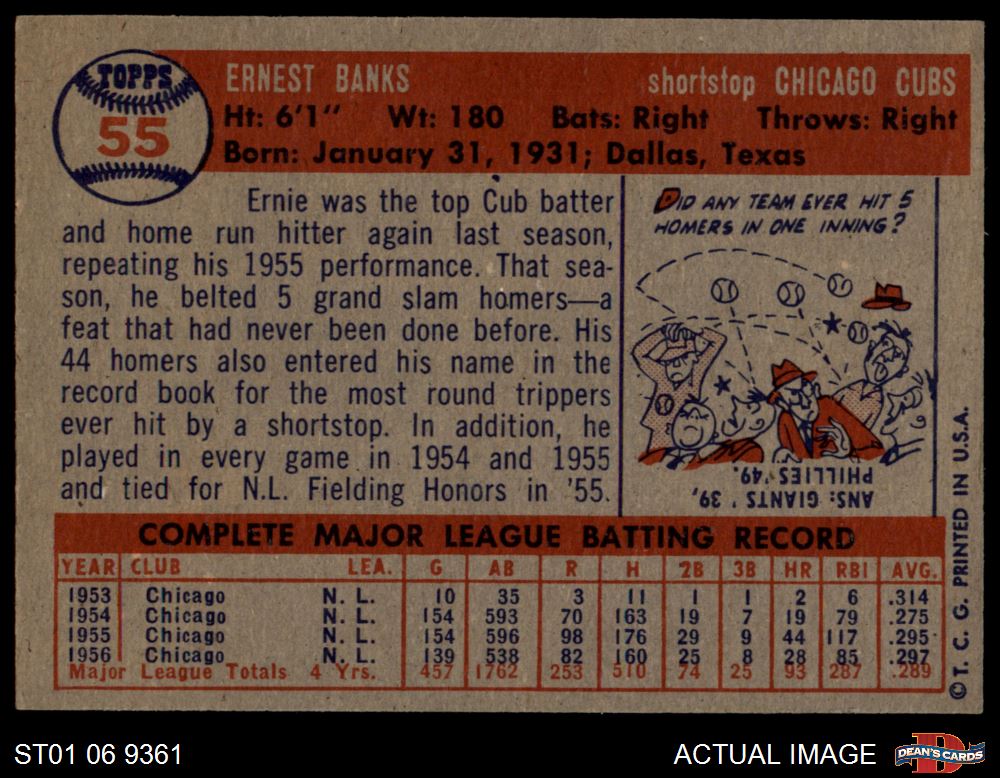 TOPPS
55
ERNEST BANKS shortstop CHICAGO CUBS
Ht: 6'1" Wt: 180 Bats: Right Throws: Right
Born: January 31, 1931; Dallas, Texas
Ernie was the top Cub batter
and home run hitter again last season,
repeating his 1955 performance. That sea-
son, he belted 5 grand slam homers—a
feat that had never been done before. His
44 homers also entered his name in the
record book for the most round trippers
ever hit by a shortstop. In addition, he
played in every game in 1954 and 1955
and tied for N.L. Fielding Honors in '55.
DID ANY TEAM EVER HIT 5
HOMERS IN ONE INNING?
ANS: GIANTS '39,
PHILLIES '49.
COMPLETE MAJOR LEAGUE BATTING RECORD
YEAR CLUB LEA. G AB R H 2B 3B HR RBI AVG.
1953 Chicago N. L. 10 35 3 11 1 1 2 6 .314
1954 Chicago N. L. 154 593 70 163 19 7 19 79 .275
1955 Chicago N. L. 154 596 98 176 29 9 44 117 .295
1956 Chicago N. L. 139 538 82 160 25 8 28 85 .297
Major League Totals 4 Yrs. 457 1762 253 510 74 25 93 287 .289
© T. C. G. PRINTED IN U.S.A.
ST01 06 9361
ACTUAL IMAGE
DEAN'S CARDS